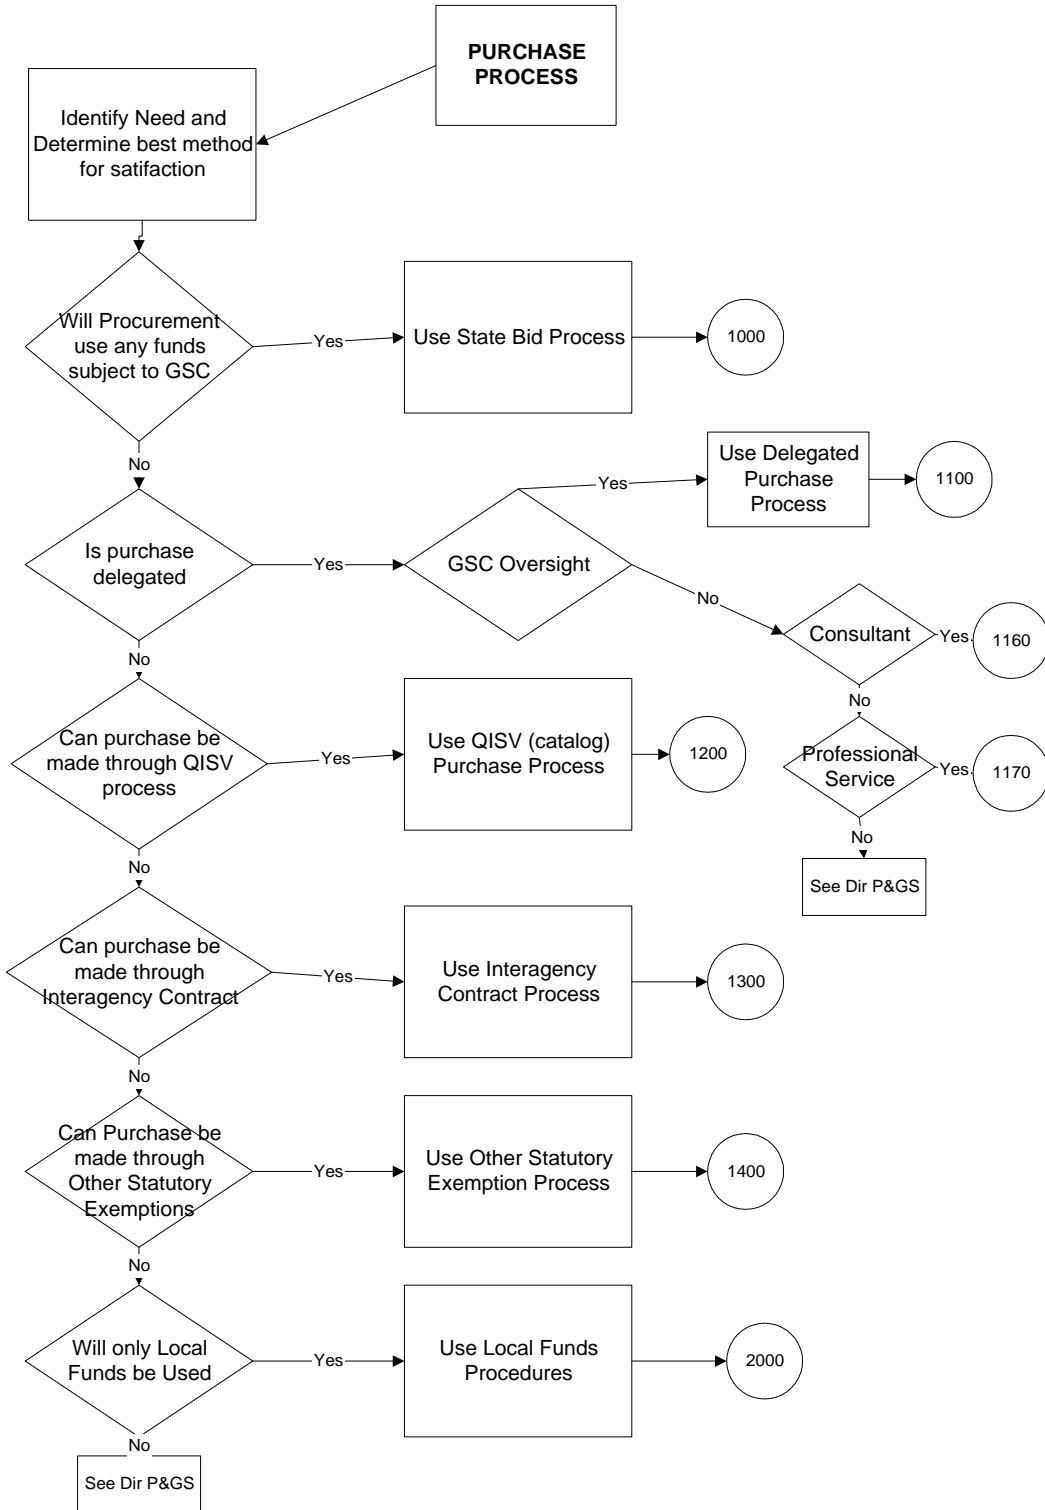 PURCHASE
PROCESS
Identify Need and
Determine best method
for satifaction
Will Procurement
use any funds
subject to GSC
Yes
Use State Bid Process
1000
No
Is purchase
delegated
Yes
GSC Oversight
Yes
Use Delegated
Purchase
Process
1100
No
Consultant
Yes
1160
No
Professional
Service
Yes
1170
No
See Dir P&GS
No
Can purchase be
made through QISV
process
Yes
Use QISV (catalog)
Purchase Process
1200
No
Can purchase be
made through
Interagency Contract
Yes
Use Interagency
Contract Process
1300
No
Can Purchase be
made through
Other Statutory
Exemptions
Yes
Use Other Statutory
Exemption Process
1400
No
Will only Local
Funds be Used
Yes
Use Local Funds
Procedures
2000
No
See Dir P&GS